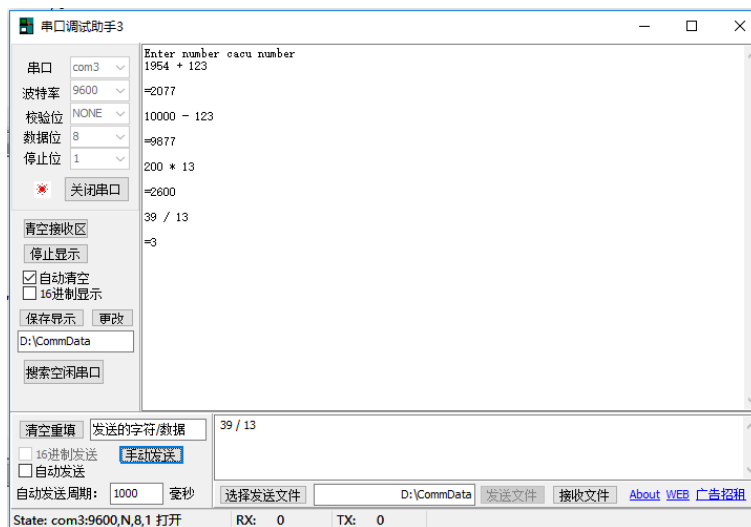 串口调试助手3
串口 com3
波特率 9600
校验位 NONE
数据位 8
停止位 1
关闭串口
青空接收区
停止显示
自动清空
16进制显示
保存显示 更改
D:\CommData
搜索空闲串口
Enter number cacu number
1954 + 123
=2077
10000 - 123
=9877
200 * 13
=2600
39 / 13
=3
清空重填 发送的字符/数据
16进制发送 手动发送
自动发送
自动发送周期: 1000 毫秒
39 / 13
选择发送文件 D:\CommData 发送文件 接收文件 About WEB 广告招租
State: com3:9600,N,8,1 打开 RX: 0 TX: 0